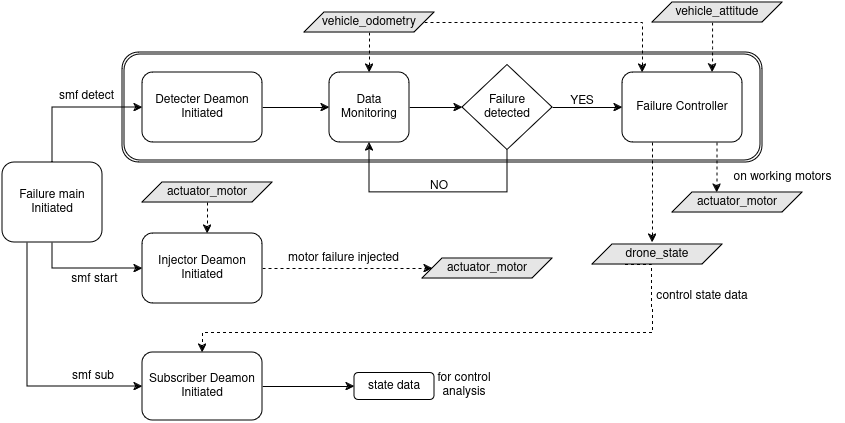 vehicle_odometry
vehicle_attitude
smf detect
Detecter Deamon
Initiated
Data
Monitoring
Failure
detected
YES
Failure Controller
NO
Failure main
Initiated
actuator_motor
on working motors
actuator_motor
Injector Deamon
Initiated
motor failure injected
actuator_motor
drone_state
smf start
control state data
smf sub
Subscriber Deamon
Initiated
state data
for control
analysis